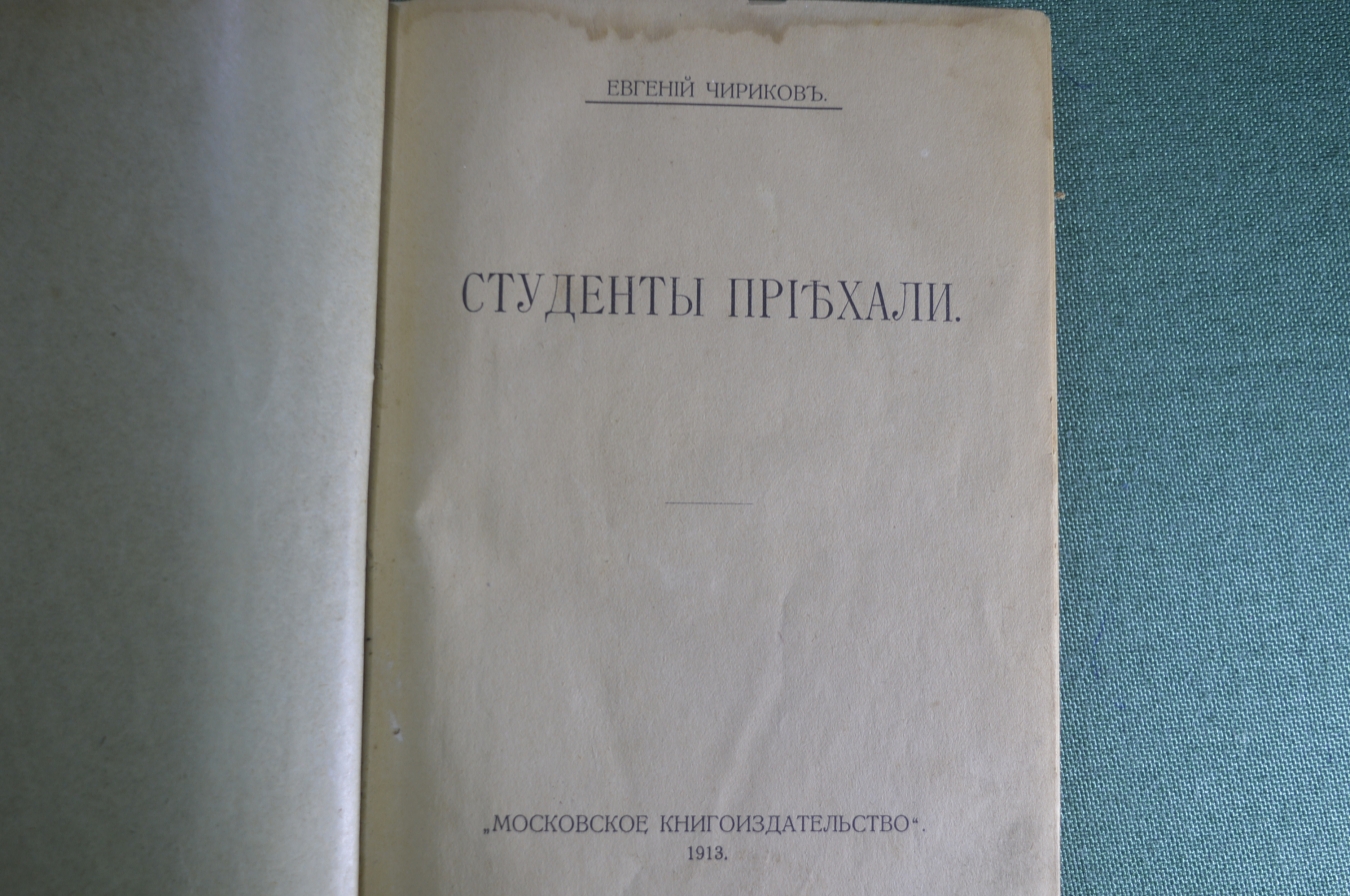 ЕВГЕНІЙ ЧИРИКОВЪ.
СТУДЕНТЫ ПРІѢХАЛИ.
„МОСКОВСКОЕ КНИГОИЗДАТЕЛЬСТВО“.
1913.